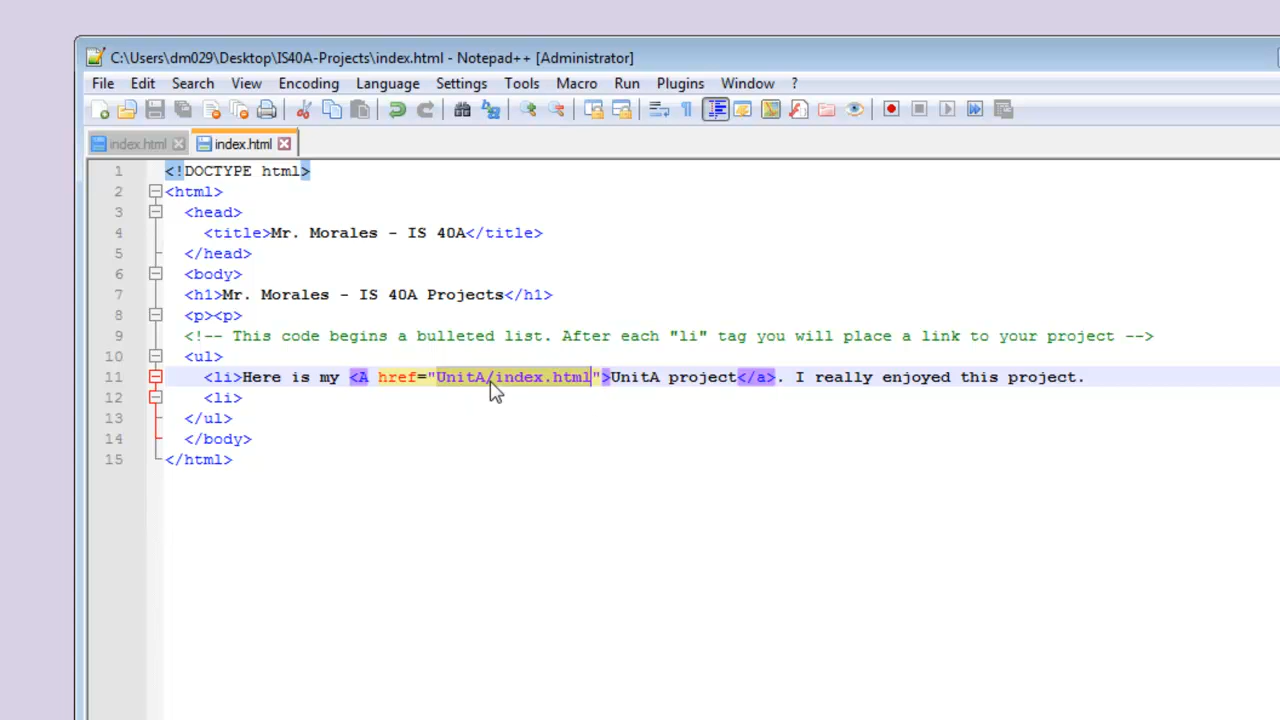 C:\Users\dm029\Desktop\IS40A-Projects\index.html - Notepad++ [Administrator]
File Edit Search View Encoding Language Settings Tools Macro Run Plugins Window ?
index.html index.html
1 <!DOCTYPE html>
2 <html>
3 <head>
4 <title>Mr. Morales - IS 40A</title>
5 </head>
6 <body>
7 <h1>Mr. Morales - IS 40A Projects</h1>
8 <p><p>
9 <!-- This code begins a bulleted list. After each "li" tag you will place a link to your project -->
10 <ul>
11 <li>Here is my <A href="UnitA/index.html">UnitA project</a>. I really enjoyed this project.
12 <li>
13 </ul>
14 </body>
15 </html>